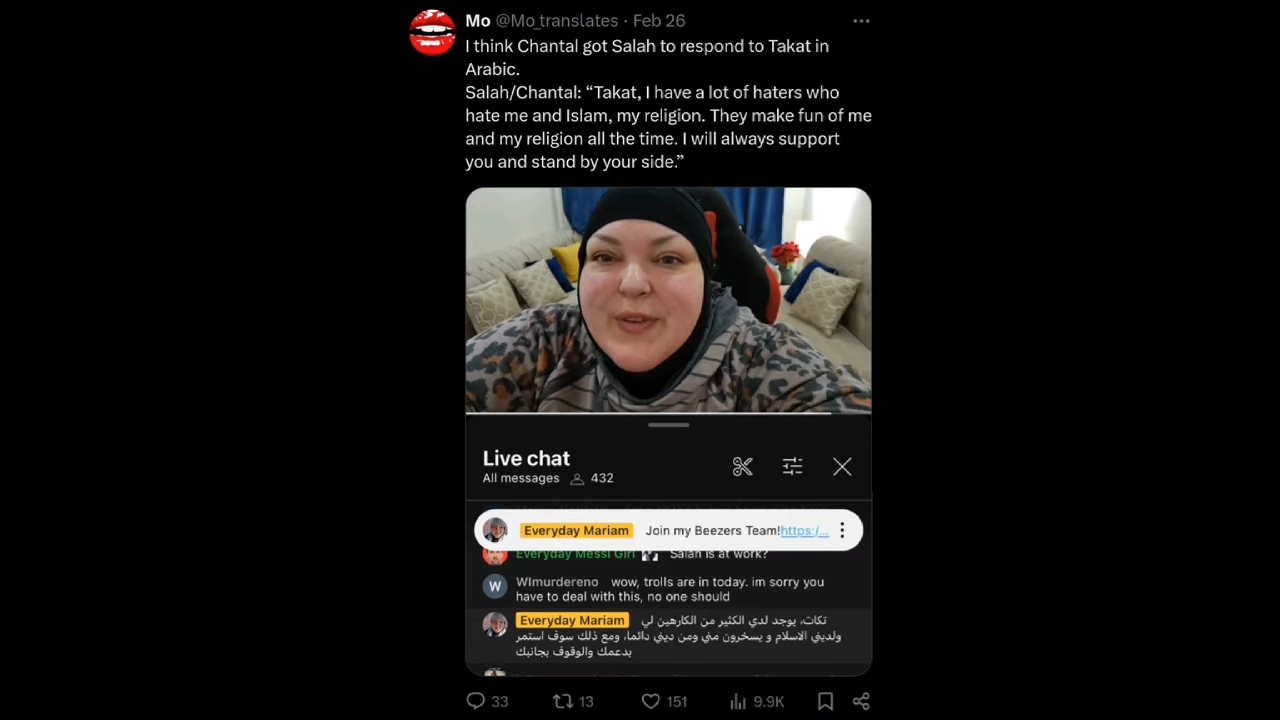 Mo @Mo_translates · Feb 26
I think Chantal got Salah to respond to Takat in
Arabic.
Salah/Chantal: “Takat, I have a lot of haters who
hate me and Islam, my religion. They make fun of me
and my religion all the time. I will always support
you and stand by your side.”
Live chat
All messages 432
Everyday Mariam Join my Beezers Team!https:/...
Everyday Messi Girl Salah is at work?
W WImurdereno wow, trolls are in today. im sorry you
have to deal with this, no one should
Everyday Mariam تكات، يوجد لدي الكثير من الكارهين لي
ولديني الاسلام و يسخرون مني ومن ديني دائما، ومع ذلك سوف استمر
بدعمك والوقوف بجانبك
33 13 151 9.9K